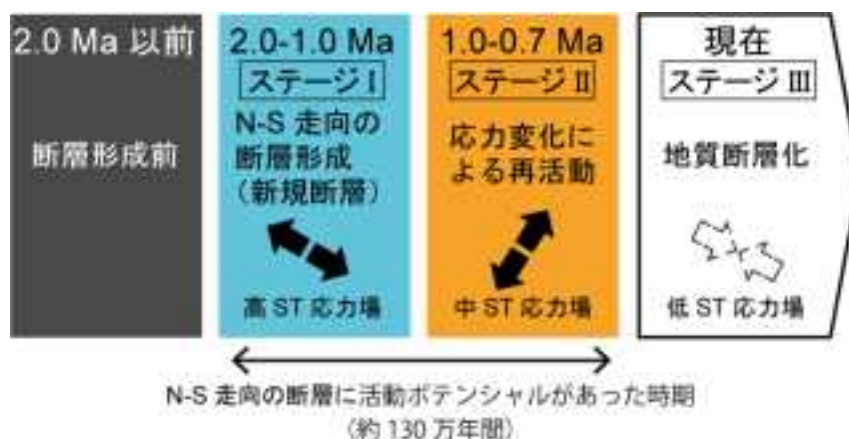 2.0 Ma 以前
断層形成前
2.0-1.0 Ma
ステージ I
N-S 走向の
断層形成
（新規断層）
高 ST 応力場
1.0-0.7 Ma
ステージ II
応力変化に
よる再活動
中 ST 応力場
現在
ステージ III
地質断層化
低 ST 応力場
N-S 走向の断層に活動ポテンシャルがあった時期
（約 130 万年間）